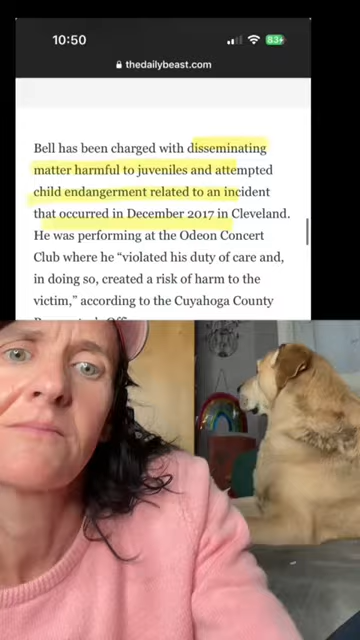 10:50
83
thedailybeast.com
Bell has been charged with disseminating
matter harmful to juveniles and attempted
child endangerment related to an incident
that occurred in December 2017 in Cleveland.
He was performing at the Odeon Concert
Club where he “violated his duty of care and,
in doing so, created a risk of harm to the
victim,” according to the Cuyahoga County